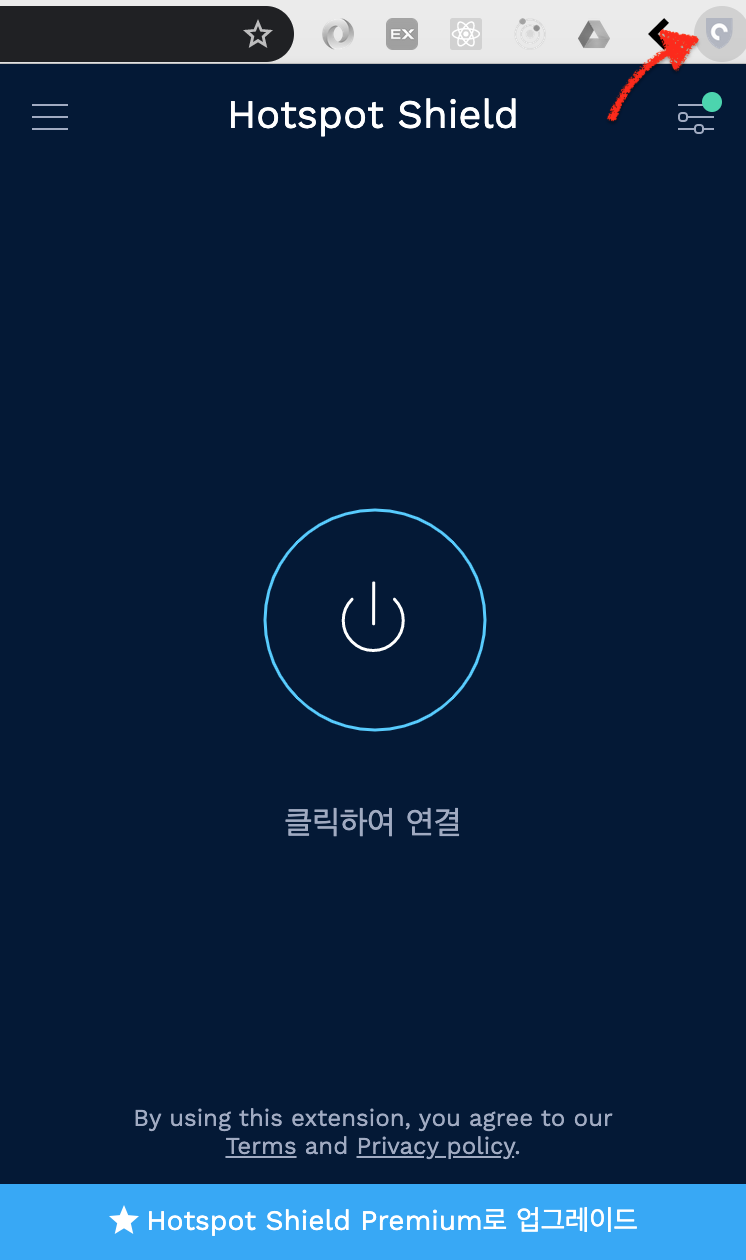 EX
Hotspot Shield
클릭하여 연결
By using this extension, you agree to our
Terms and Privacy policy.
Hotspot Shield Premium로 업그레이드